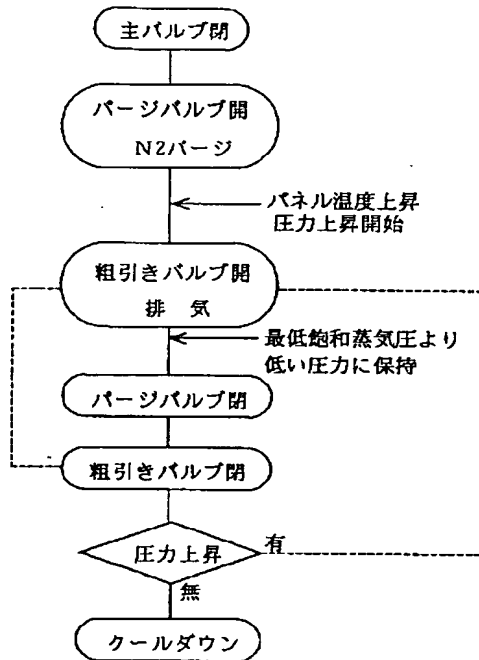 主バルブ閉
パージバルブ開
N2パージ
パネル温度上昇
圧力上昇開始
粗引きバルブ開
排 気
最低飽和蒸気圧より
低い圧力に保持
パージバルブ閉
粗引きバルブ閉
圧力上昇
有
無
クールダウン